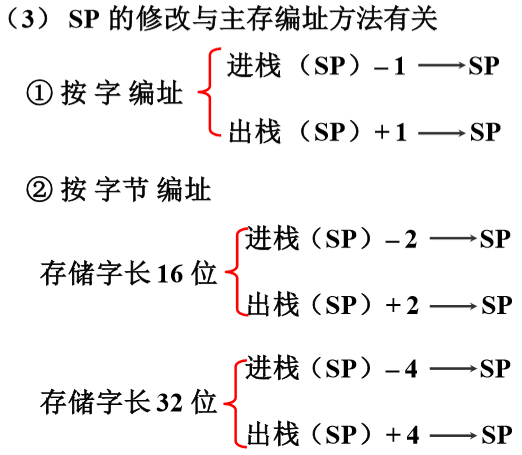 （3） SP 的修改与主存编址方法有关
① 按 字 编址
进栈 （SP）– 1 ⟶ SP
出栈 （SP）+ 1 ⟶ SP
② 按 字节 编址
存储字长 16 位
进栈（SP）– 2 ⟶ SP
出栈（SP）+ 2 ⟶ SP
存储字长 32 位
进栈（SP）– 4 ⟶ SP
出栈（SP）+ 4 ⟶ SP